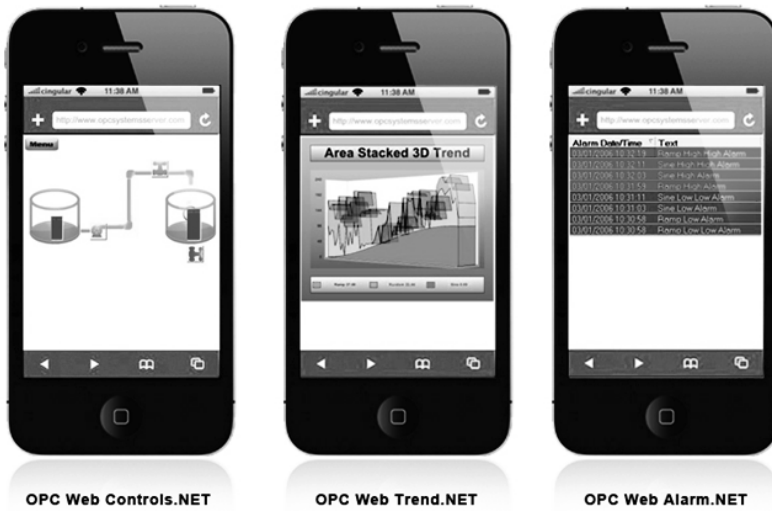 cingular 11:38 AM
http://www.opcsystemsserver.com
Menu
OPC Web Controls.NET
cingular 11:38 AM
http://www.opcsystemsserver.com
Area Stacked 3D Trend
OPC Web Trend.NET
cingular 11:38 AM
http://www.opcsystemsserver.com
Alarm Date/Time Text
03/01/2006 10:32:19 Ramp High High Alarm
03/01/2006 10:32:11 Sine High High Alarm
03/01/2006 10:32:03 Sine High Alarm
03/01/2006 10:31:59 Ramp High Alarm
03/01/2006 10:31:11 Sine Low Low Alarm
03/01/2006 10:31:03 Sine Low Alarm
03/01/2006 10:30:58 Ramp Low Alarm
03/01/2006 10:30:58 Ramp Low Low Alarm
OPC Web Alarm.NET